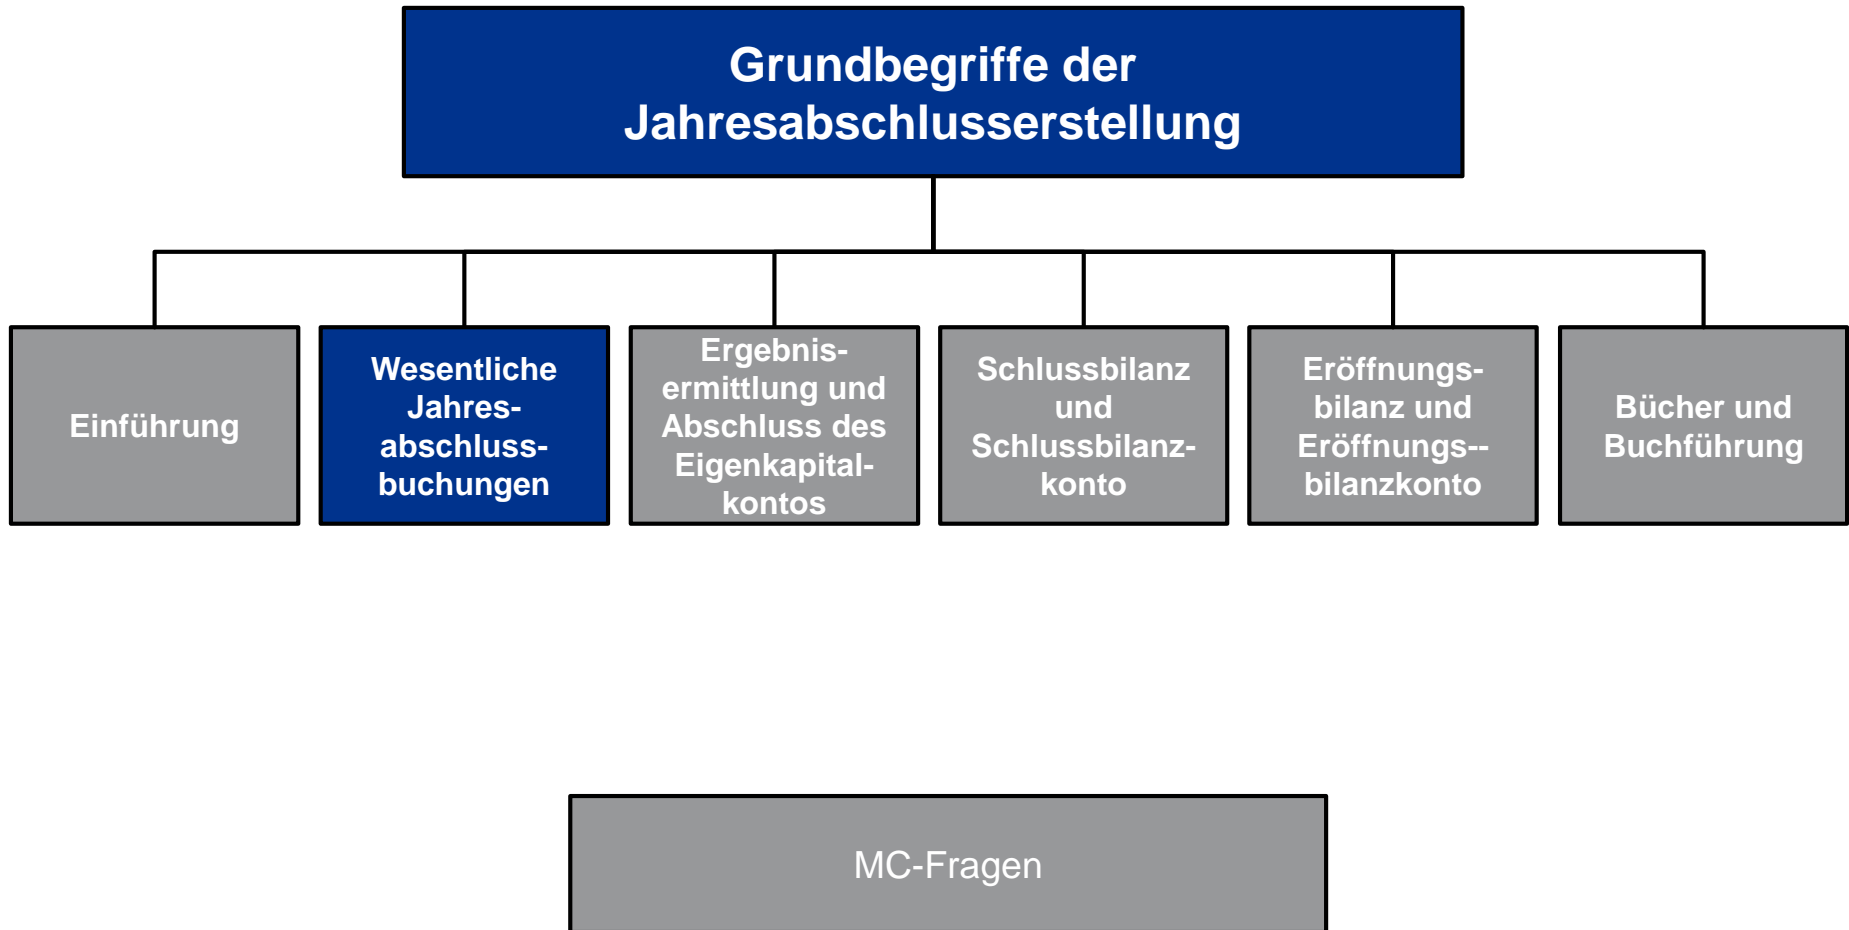 Grundbegriffe der
Jahresabschlusserstellung
Einführung
Wesentliche
Jahres-
abschluss-
buchungen
Ergebnis-
ermittlung und
Abschluss des
Eigenkapital-
kontos
Schlussbilanz
und
Schlussbilanz-
konto
Eröffnungs-
bilanz und
Eröffnungs--
bilanzkonto
Bücher und
Buchführung
MC-Fragen